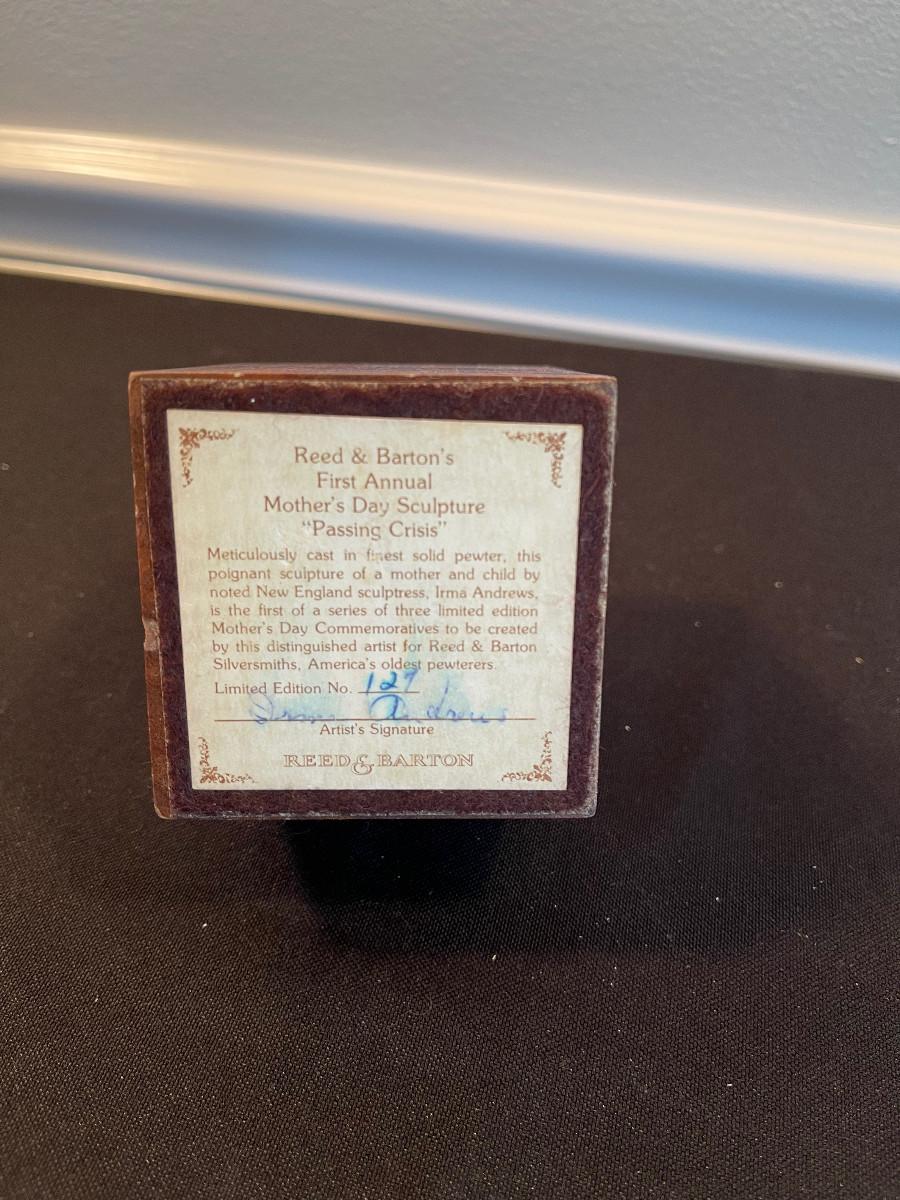 Reed & Barton's
First Annual
Mother's Day Sculpture
"Passing Crisis"
Meticulously cast in finest solid pewter, this
poignant sculpture of a mother and child by
noted New England sculptress, Irma Andrews,
is the first of a series of three limited edition
Mother's Day Commemoratives to be created
by this distinguished artist for Reed & Barton
Silversmiths, America's oldest pewterers.
Limited Edition No. 127
Irma Andrews
Artist's Signature
REED & BARTON